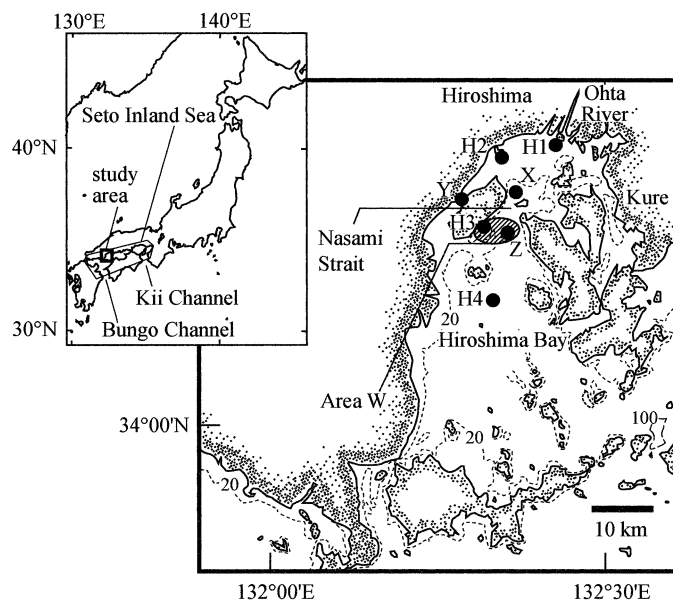 130°E
140°E
Seto Inland Sea
40°N
study
area
Kii Channel
30°N
Bungo Channel
Hiroshima
Ohta
River
H2
H1
X
Y
Kure
Nasami
Strait
H3
Z
H4
20
Hiroshima Bay
Area W
34°00'N
20
100
20
10 km
132°00'E
132°30'E